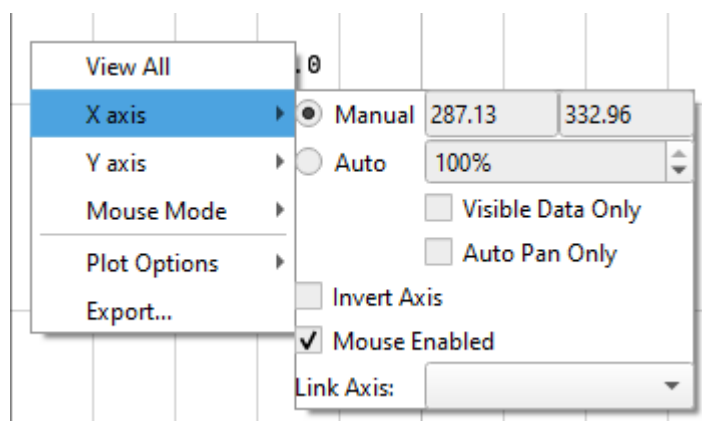 View All
.0
X axis
Manual 287.13 332.96
Y axis
Auto 100%
Mouse Mode
Visible Data Only
Plot Options
Auto Pan Only
Export...
Invert Axis
Mouse Enabled
Link Axis: